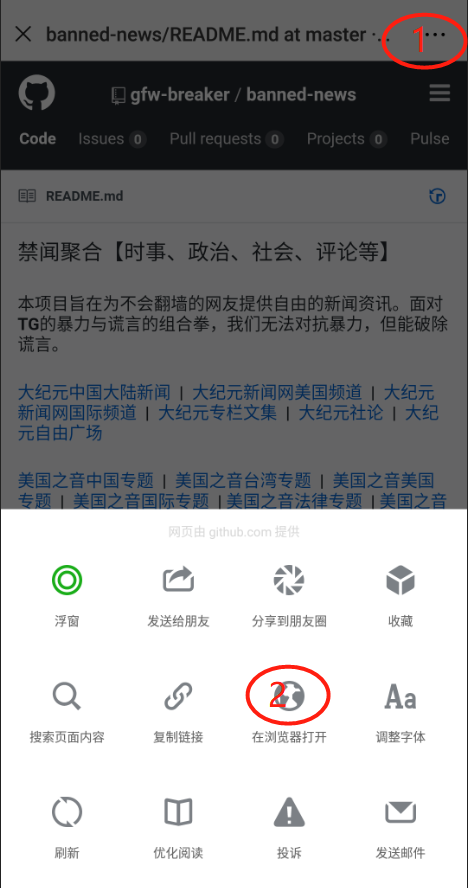 banned-news/README.md at master ·...
1
gfw-breaker / banned-news
Code Issues 0 Pull requests 0 Projects 0 Pulse
README.md
禁闻聚合【时事、政治、社会、评论等】
本项目旨在为不会翻墙的网友提供自由的新闻资讯。面对
TG的暴力与谎言的组合拳，我们无法对抗暴力，但能破除
谎言。
大纪元中国大陆新闻 | 大纪元新闻网美国频道 | 大纪元
新闻网国际频道 | 大纪元专栏文集 | 大纪元社论 | 大纪
元自由广场
美国之音中国专题 | 美国之音台湾专题 | 美国之音美国
专题 | 美国之音国际专题 | 美国之音法律专题 | 美国之音
网页由 github.com 提供
浮窗 发送给朋友 分享到朋友圈 收藏
2
Aa
搜索页面内容 复制链接 在浏览器打开 调整字体
刷新 优化阅读 投诉 发送邮件